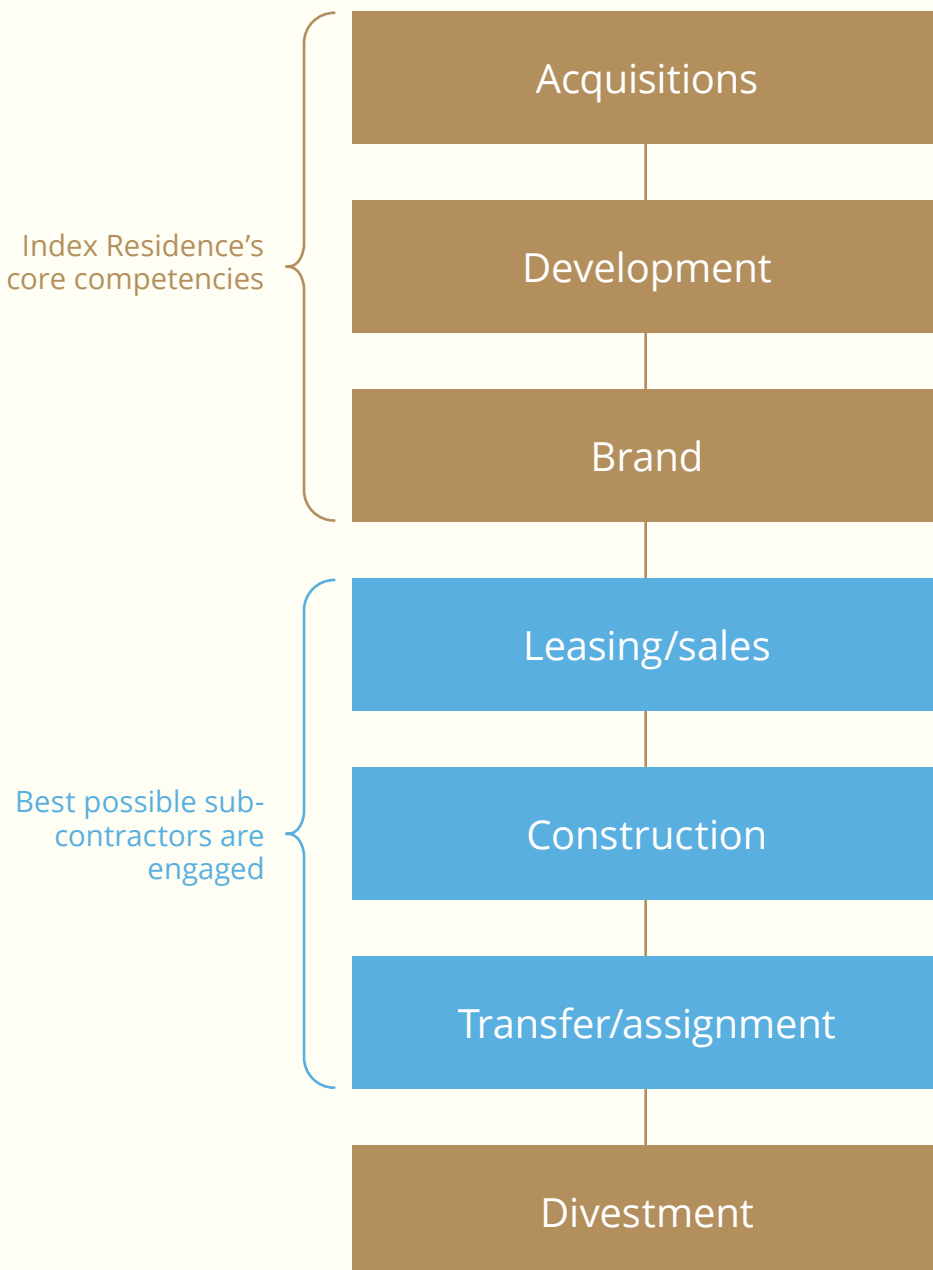 Acquisitions
Index Residence’s
core competencies
Development
Brand
Leasing/sales
Best possible sub-
contractors are
engaged
Construction
Transfer/assignment
Divestment